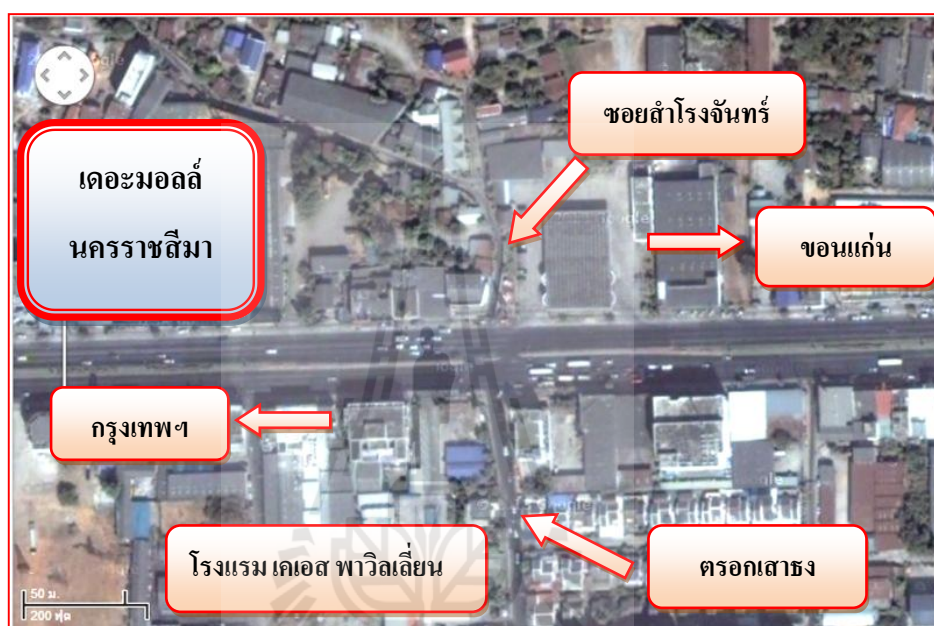 ซอยสำโรงจันทร์
เดอะมอลล์
นครราชสีมา
ขอนแก่น
กรุงเทพฯ
โรงแรม เคเอส พาวิลเลี่ยน
ตรอกเสาธง
50 ม.
200 ฟุต